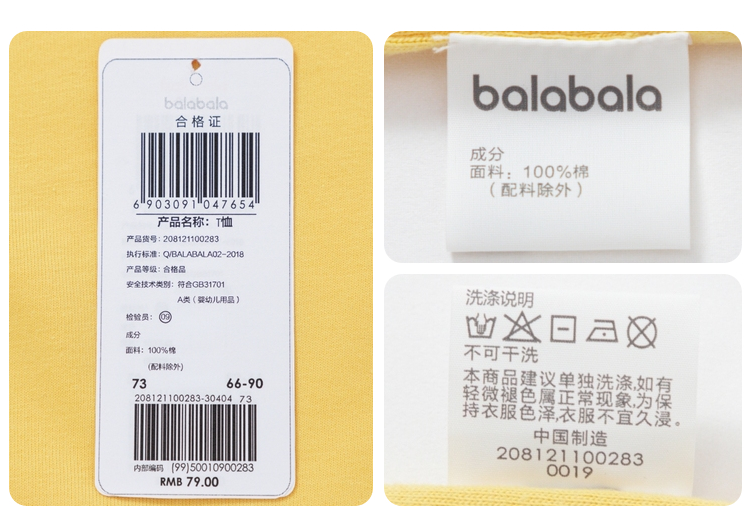 balabala
合格证
6 903091 047654
产品名称: T恤
产品货号: 208121100283
执行标准: Q/BALABALA02-2018
产品等级: 合格品
安全技术类别: 符合GB31701
A类 (婴幼儿用品)
检验员: 09
成分
面料: 100%棉
(配料除外)
73 66-90
208121100283-30404 73
内部编码 (99)50010900283
RMB 79.00
balabala
成分
面料: 100%棉
(配料除外)
洗涤说明
不可干洗
本商品建议单独洗涤,如有
轻微褪色属正常现象,为保
持衣服色泽,衣服不宜久浸。
中国制造
208121100283
0019